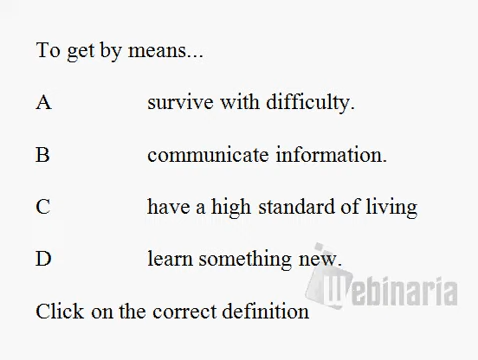 To get by means...
A survive with difficulty.
B communicate information.
C have a high standard of living
D learn something new.
Webinaria
Click on the correct definition